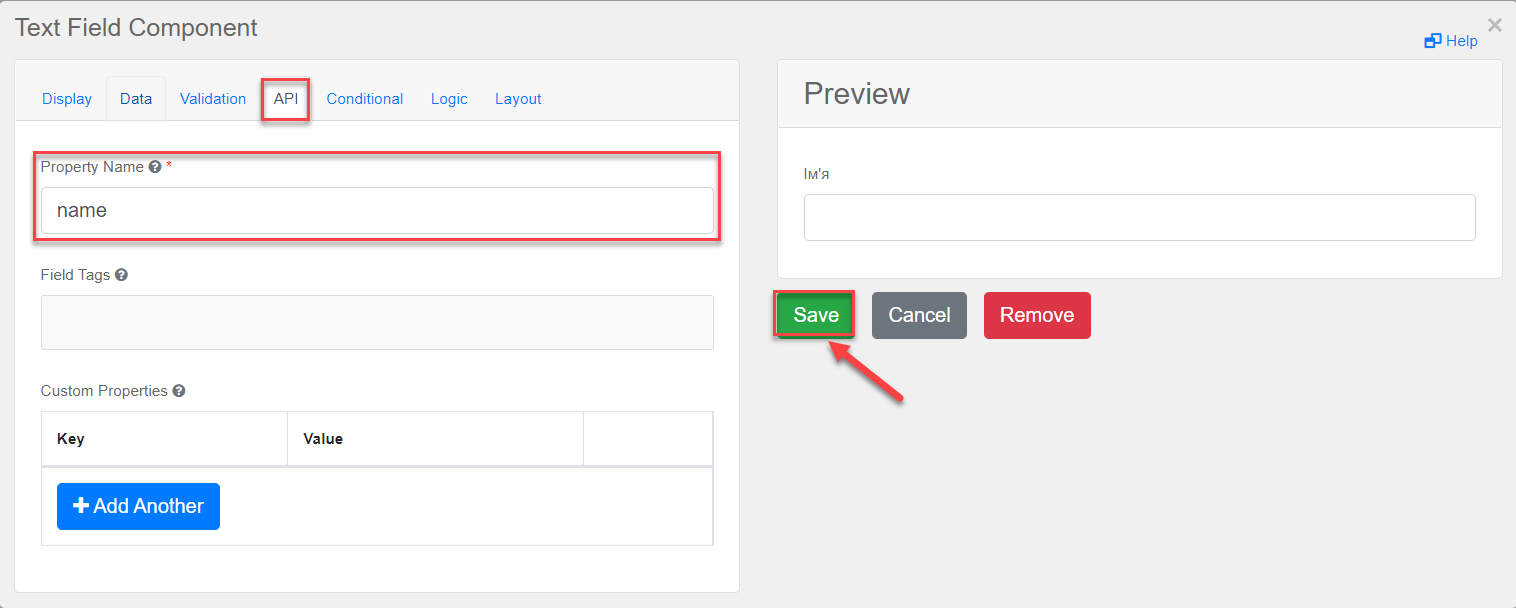 Text Field Component
×
Help
Display Data Validation API Conditional Logic Layout
Property Name *
name
Field Tags
Custom Properties
Key Value
Add Another
Preview
Ім'я
Save Cancel Remove